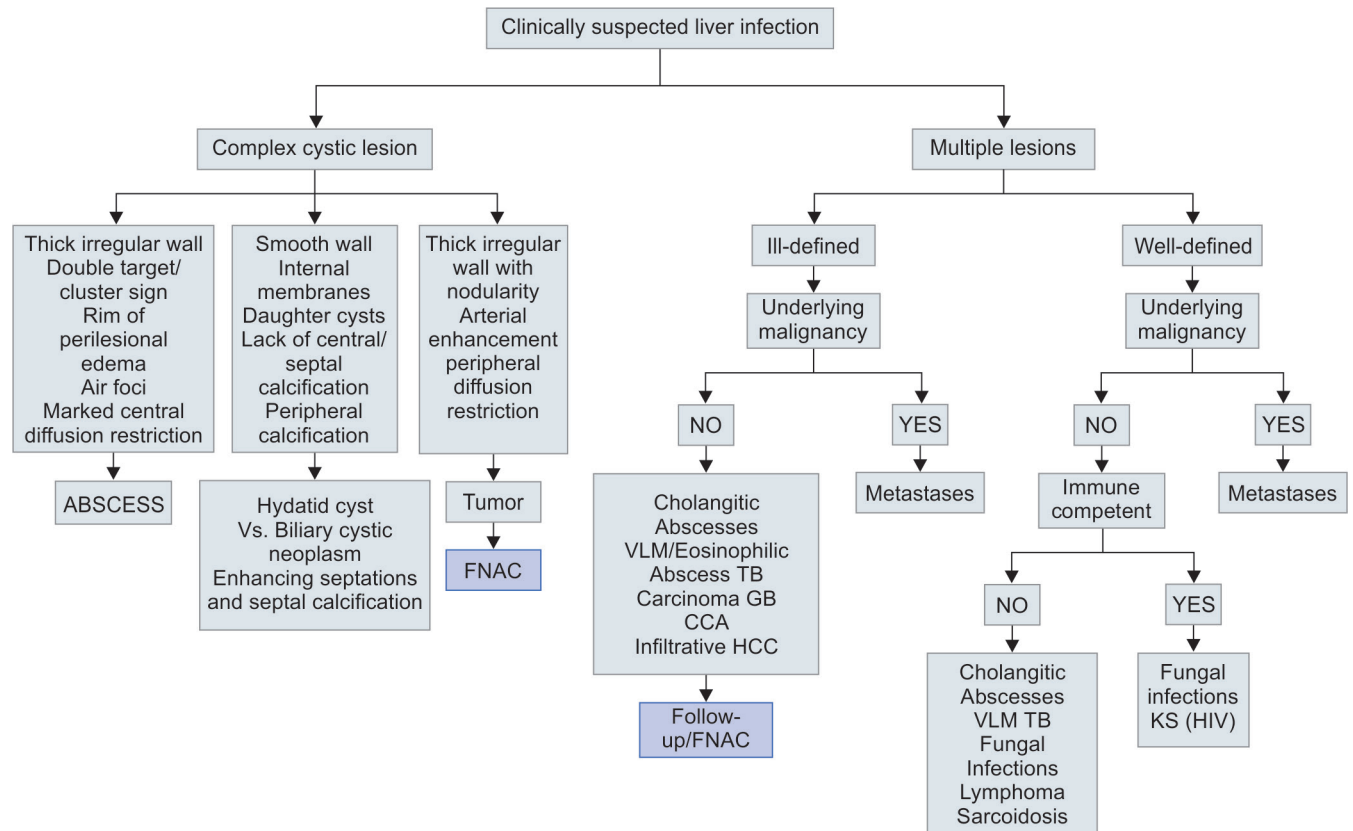 Clinically suspected liver infection
Complex cystic lesion
Multiple lesions
Thick irregular wall
Double target/
cluster sign
Rim of
perilesional
edema
Air foci
Marked central
diffusion restriction
Smooth wall
Internal
membranes
Daughter cysts
Lack of central/
septal
calcification
Peripheral
calcification
Thick irregular
wall with
nodularity
Arterial
enhancement
peripheral
diffusion
restriction
Ill-defined
Well-defined
Underlying
malignancy
Underlying
malignancy
NO
YES
NO
YES
ABSCESS
Hydatid cyst
Vs. Biliary cystic
neoplasm
Enhancing septations
and septal calcification
Tumor
FNAC
Cholangitic
Abscesses
VLM/Eosinophilic
Abscess TB
Carcinoma GB
CCA
Infiltrative HCC
Metastases
Immune
competent
Metastases
NO
YES
Follow-
up/FNAC
Cholangitic
Abscesses
VLM TB
Fungal
Infections
Lymphoma
Sarcoidosis
Fungal
infections
KS (HIV)